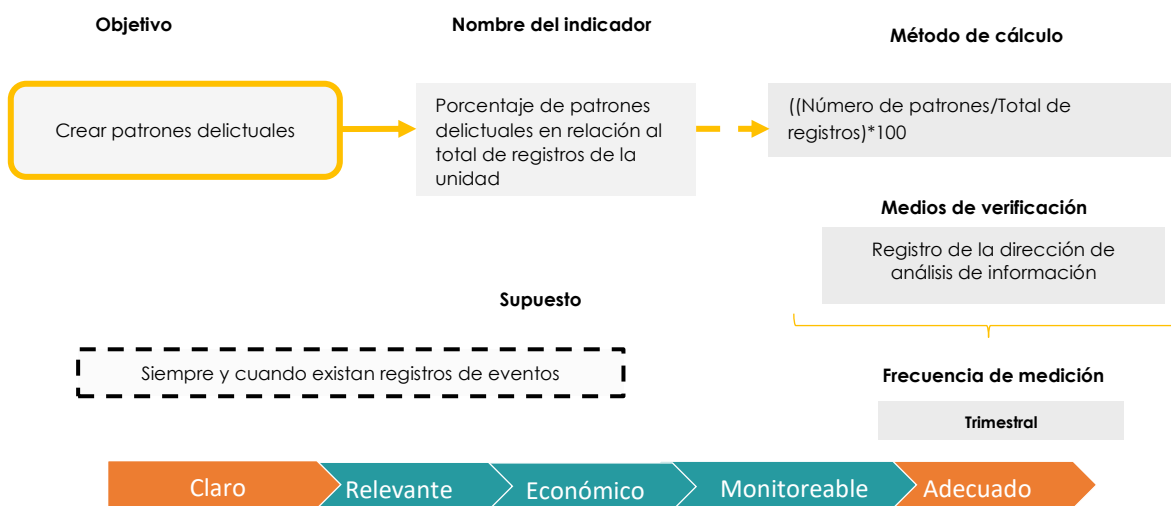 Objetivo
Nombre del indicador
Método de cálculo
Crear patrones delictuales
Porcentaje de patrones
delictuales en relación al
total de registros de la
unidad
((Número de patrones/Total de
registros)*100
Medios de verificación
Registro de la dirección de
análisis de información
Supuesto
Siempre y cuando existan registros de eventos
Frecuencia de medición
Trimestral
Claro
Relevante
Económico
Monitoreable
Adecuado